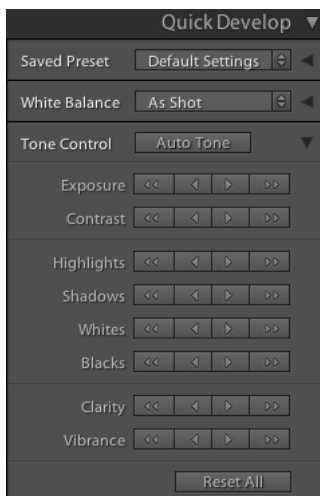 Quick Develop
Saved Preset Default Settings
White Balance As Shot
Tone Control Auto Tone
Exposure
Contrast
Highlights
Shadows
Whites
Blacks
Clarity
Vibrance
Reset All